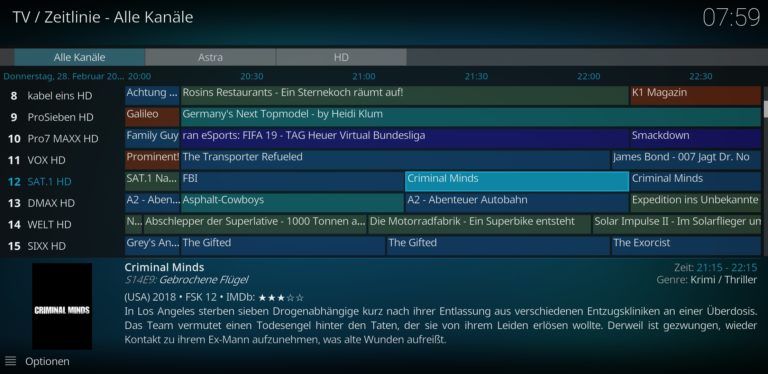 TV / Zeitlinie - Alle Kanäle
07:59
Alle Kanäle Astra HD
Donnerstag, 28. Februar 20... 20:00 20:30 21:00 21:30 22:00 22:30
8 kabel eins HD Achtung ... Rosins Restaurants - Ein Sternekoch räumt auf! K1 Magazin
9 ProSieben HD Galileo Germany's Next Topmodel - by Heidi Klum
10 Pro7 MAXX HD Family Guy ran eSports: FIFA 19 - TAG Heuer Virtual Bundesliga Smackdown
11 VOX HD Prominent! The Transporter Refueled James Bond - 007 Jagt Dr. No
12 SAT.1 HD SAT.1 Na... FBI Criminal Minds Criminal Minds
13 DMAX HD A2 - Aben... Asphalt-Cowboys A2 - Abenteuer Autobahn Expedition ins Unbekannte
14 WELT HD N... Abschlepper der Superlative - 1000 Tonnen a... Die Motorradfabrik - Ein Superbike entsteht Solar Impulse II - Im Solarflieger um
15 SIXX HD Grey's An... The Gifted The Gifted The Exorcist
CRIMINAL MINDS
Criminal Minds Zeit: 21:15 - 22:15
S14E9: Gebrochene Flügel Genre: Krimi / Thriller
(USA) 2018 • FSK 12 • IMDb: ★★★☆☆
In Los Angeles sterben sieben Drogenabhängige kurz nach ihrer Entlassung aus verschiedenen Entzugskliniken an einer Überdosis.
Das Team vermutet einen Todesengel hinter den Taten, der sie von ihrem Leiden erlösen wollte. Derweil ist gezwungen, wieder
Kontakt zu ihrem Ex-Mann aufzunehmen, was alte Wunden aufreißt.
Optionen